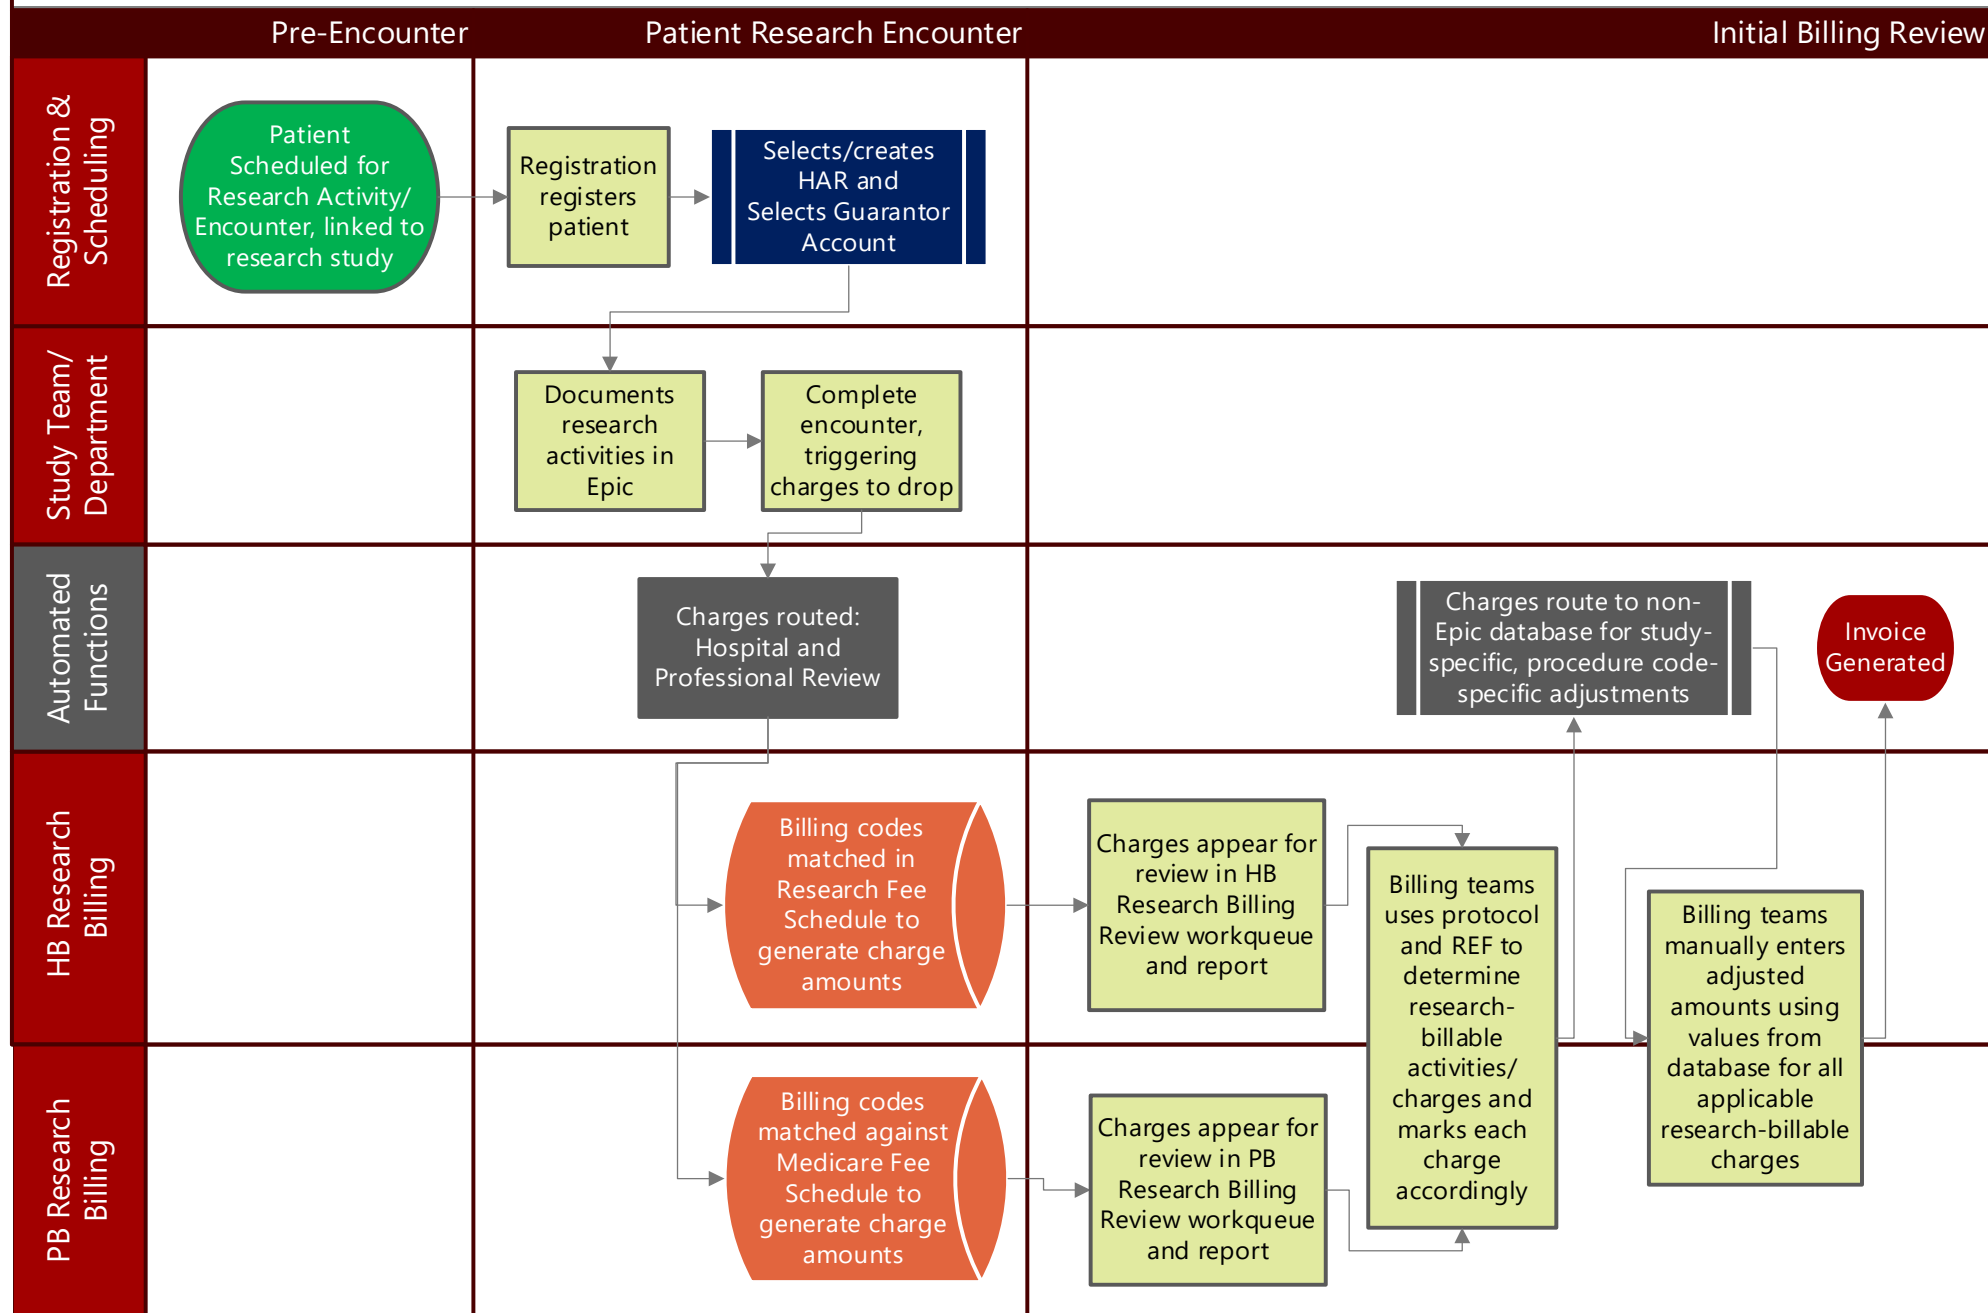 Pre-Encounter
Patient Research Encounter
Initial Billing Review
Registration &
Scheduling
Patient
Scheduled for
Research Activity/
Encounter, linked to
research study
Registration
registers
patient
Selects/creates
HAR and
Selects Guarantor
Account
Study Team/
Department
Documents
research
activities in
Epic
Complete
encounter,
triggering
charges to drop
Automated
Functions
Charges routed:
Hospital and
Professional Review
Charges route to non-
Epic database for study-
specific, procedure code-
specific adjustments
Invoice
Generated
HB Research
Billing
Billing codes
matched in
Research Fee
Schedule to
generate charge
amounts
Charges appear for
review in HB
Research Billing
Review workqueue
and report
Billing teams
uses protocol
and REF to
determine
research-
billable
activities/
charges and
marks each
charge
accordingly
Billing teams
manually enters
adjusted
amounts using
values from
database for all
applicable
research-billable
charges
PB Research
Billing
Billing codes
matched against
Medicare Fee
Schedule to
generate charge
amounts
Charges appear for
review in PB
Research Billing
Review workqueue
and report